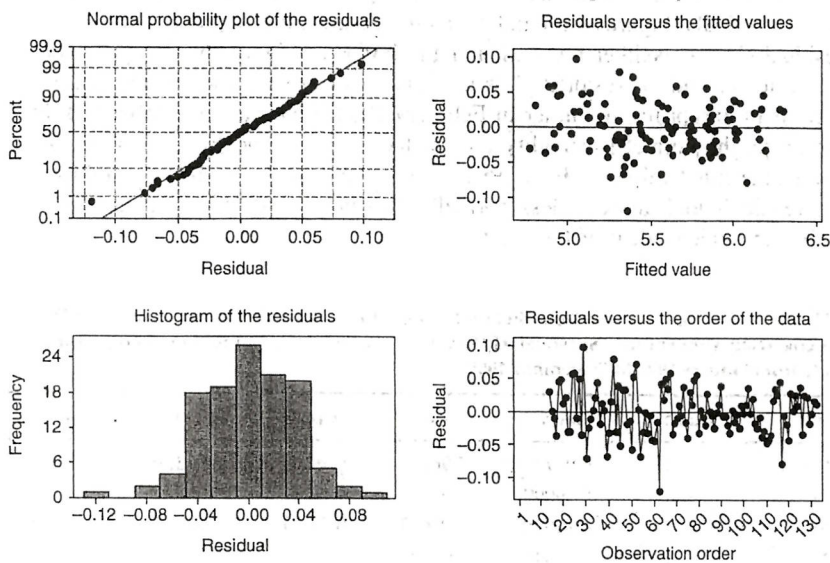 Normal probability plot of the residuals
99.9
99
90
50
10
1
0.1
Percent
−0.10 −0.05 0.00 0.05 0.10
Residual
Residuals versus the fitted values
0.10
0.05
0.00
−0.05
−0.10
Residual
5.0 5.5 6.0 6.5
Fitted value
Histogram of the residuals
24
18
12
6
0
Frequency
−0.12 −0.08 −0.04 0.00 0.04 0.08
Residual
Residuals versus the order of the data
0.10
0.05
0.00
−0.05
−0.10
Residual
1 10 20 30 40 50 60 70 80 90 100 110 120 130
Observation order